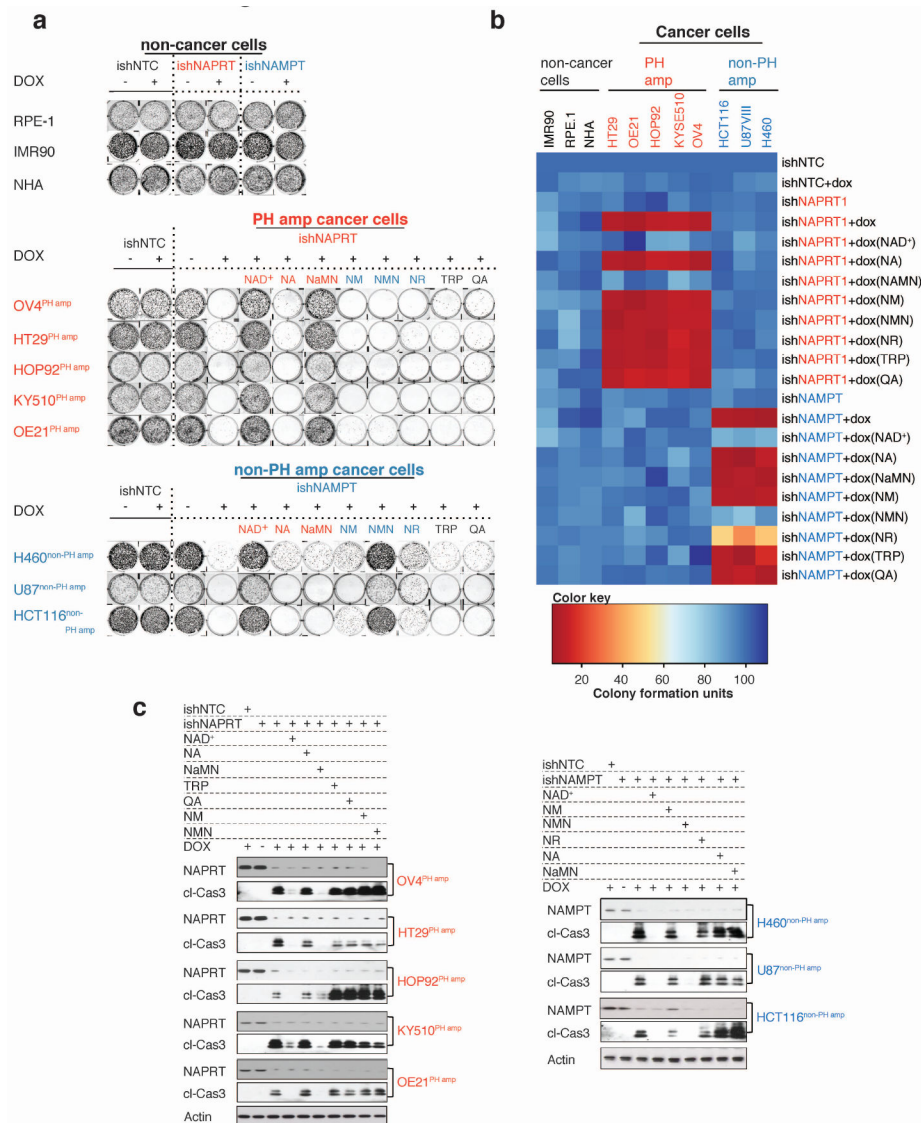 a
non-cancer cells
ishNTC ishNAPRT ishNAMPT
DOX - + - + - +
RPE-1
IMR90
NHA
PH amp cancer cells
ishNTC ishNAPRT
DOX - + - + + + + + + + + +
NAD+ NA NaMN NM NMN NR TRP QA
OV4PH amp
HT29PH amp
HOP92PH amp
KY510PH amp
OE21PH amp
non-PH amp cancer cells
ishNTC ishNAMPT
DOX - + - + + + + + + + + +
NAD+ NA NaMN NM NMN NR TRP QA
H460non-PH amp
U87non-PH amp
HCT116non-
PH amp
b
Cancer cells
non-cancer cells
PH amp
non-PH amp
IMR90 RPE.1 NHA HT29 OE21 HOP92 KYSE510 OV4 HCT116 U87VIII H460
ishNTC
ishNTC+dox
ishNAPRT1
ishNAPRT1+dox
ishNAPRT1+dox(NAD+)
ishNAPRT1+dox(NA)
ishNAPRT1+dox(NAMN)
ishNAPRT1+dox(NM)
ishNAPRT1+dox(NMN)
ishNAPRT1+dox(NR)
ishNAPRT1+dox(TRP)
ishNAPRT1+dox(QA)
ishNAMPT
ishNAMPT+dox
ishNAMPT+dox(NAD+)
ishNAMPT+dox(NA)
ishNAMPT+dox(NaMN)
ishNAMPT+dox(NM)
ishNAMPT+dox(NMN)
ishNAMPT+dox(NR)
ishNAMPT+dox(TRP)
ishNAMPT+dox(QA)
Color key
20 40 60 80 100
Colony formation units
c
ishNTC +
ishNAPRT + + + + + + + + +
NAD+ +
NA +
NaMN +
TRP +
QA +
NM +
NMN +
DOX + - + + + + + + + +
NAPRT
cl-Cas3
OV4PH amp
NAPRT
cl-Cas3
HT29PH amp
NAPRT
cl-Cas3
HOP92PH amp
NAPRT
cl-Cas3
KY510PH amp
NAPRT
cl-Cas3
OE21PH amp
Actin
ishNTC +
ishNAMPT + + + + + + + +
NAD+ +
NM +
NMN +
NR +
NA +
NaMN +
DOX + - + + + + + + +
NAMPT
cl-Cas3
H460non-PH amp
NAMPT
cl-Cas3
U87non-PH amp
NAMPT
cl-Cas3
HCT116non-PH amp
Actin